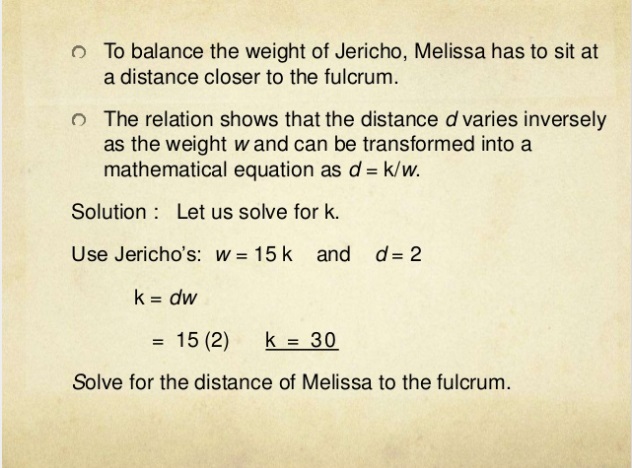 To balance the weight of Jericho, Melissa has to sit at
a distance closer to the fulcrum.
The relation shows that the distance d varies inversely
as the weight w and can be transformed into a
mathematical equation as d = k/w.
Solution : Let us solve for k.
Use Jericho's: w = 15 k and d = 2
k = dw
= 15 (2) k = 30
Solve for the distance of Melissa to the fulcrum.